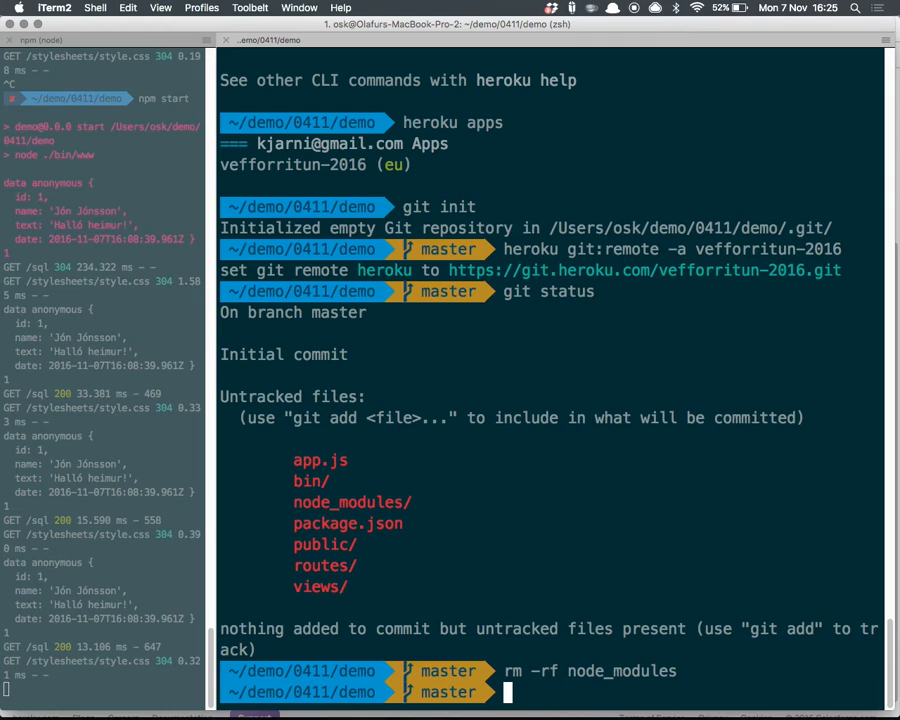 iTerm2 Shell Edit View Profiles Toolbelt Window Help 52% Mon 7 Nov 16:25
1. osk@Olafurs-MacBook-Pro-2: ~/demo/0411/demo (zsh)
npm (node)
..emo/0411/demo
GET /stylesheets/style.css 304 0.19
8 ms - -
^C
✘ ~/demo/0411/demo npm start
> demo@0.0.0 start /Users/osk/demo/
0411/demo
> node ./bin/www
data anonymous {
id: 1,
name: 'Jón Jónsson',
text: 'Halló heimur!',
date: 2016-11-07T16:08:39.961Z }
1
GET /sql 304 234.322 ms - -
GET /stylesheets/style.css 304 1.58
5 ms - -
data anonymous {
id: 1,
name: 'Jón Jónsson',
text: 'Halló heimur!',
date: 2016-11-07T16:08:39.961Z }
1
GET /sql 200 33.381 ms - 469
GET /stylesheets/style.css 304 0.33
3 ms - -
data anonymous {
id: 1,
name: 'Jón Jónsson',
text: 'Halló heimur!',
date: 2016-11-07T16:08:39.961Z }
1
GET /sql 200 15.590 ms - 558
GET /stylesheets/style.css 304 0.39
0 ms - -
data anonymous {
id: 1,
name: 'Jón Jónsson',
text: 'Halló heimur!',
date: 2016-11-07T16:08:39.961Z }
1
GET /sql 200 13.106 ms - 647
GET /stylesheets/style.css 304 0.32
1 ms - -
See other CLI commands with heroku help
~/demo/0411/demo heroku apps
=== kjarni@gmail.com Apps
vefforritun-2016 (eu)
~/demo/0411/demo git init
Initialized empty Git repository in /Users/osk/demo/0411/demo/.git/
~/demo/0411/demo master heroku git:remote -a vefforritun-2016
set git remote heroku to https://git.heroku.com/vefforritun-2016.git
~/demo/0411/demo master git status
On branch master
Initial commit
Untracked files:
(use "git add <file>..." to include in what will be committed)
app.js
bin/
node_modules/
package.json
public/
routes/
views/
nothing added to commit but untracked files present (use "git add" to tr
ack)
~/demo/0411/demo master rm -rf node_modules
~/demo/0411/demo master